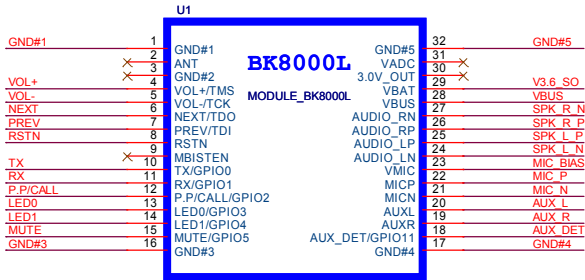 U1
BK8000L
MODULE_BK8000L
GND#1 1 GND#1
2 ANT
3 GND#2
VOL+ 4 VOL+/TMS
VOL- 5 VOL-/TCK
NEXT 6 NEXT/TDO
PREV 7 PREV/TDI
RSTN 8 RSTN
9 MBISTEN
TX 10 TX/GPIO0
RX 11 RX/GPIO1
P.P/CALL 12 P.P/CALL/GPIO2
LED0 13 LED0/GPIO3
LED1 14 LED1/GPIO4
MUTE 15 MUTE/GPIO5
GND#3 16 GND#3
GND#5 32 GND#5
VADC 31
3.0V_OUT 30
VBAT 29 V3.6_SO
VBUS 28 VBUS
AUDIO_RN 27 SPK_R_N
AUDIO_RP 26 SPK_R_P
AUDIO_LP 25 SPK_L_P
AUDIO_LN 24 SPK_L_N
VMIC 23 MIC_BIAS
MICP 22 MIC_P
MICN 21 MIC_N
AUXL 20 AUX_L
AUXR 19 AUX_R
AUX_DET/GPIO11 18 AUX_DET
GND#4 17 GND#4